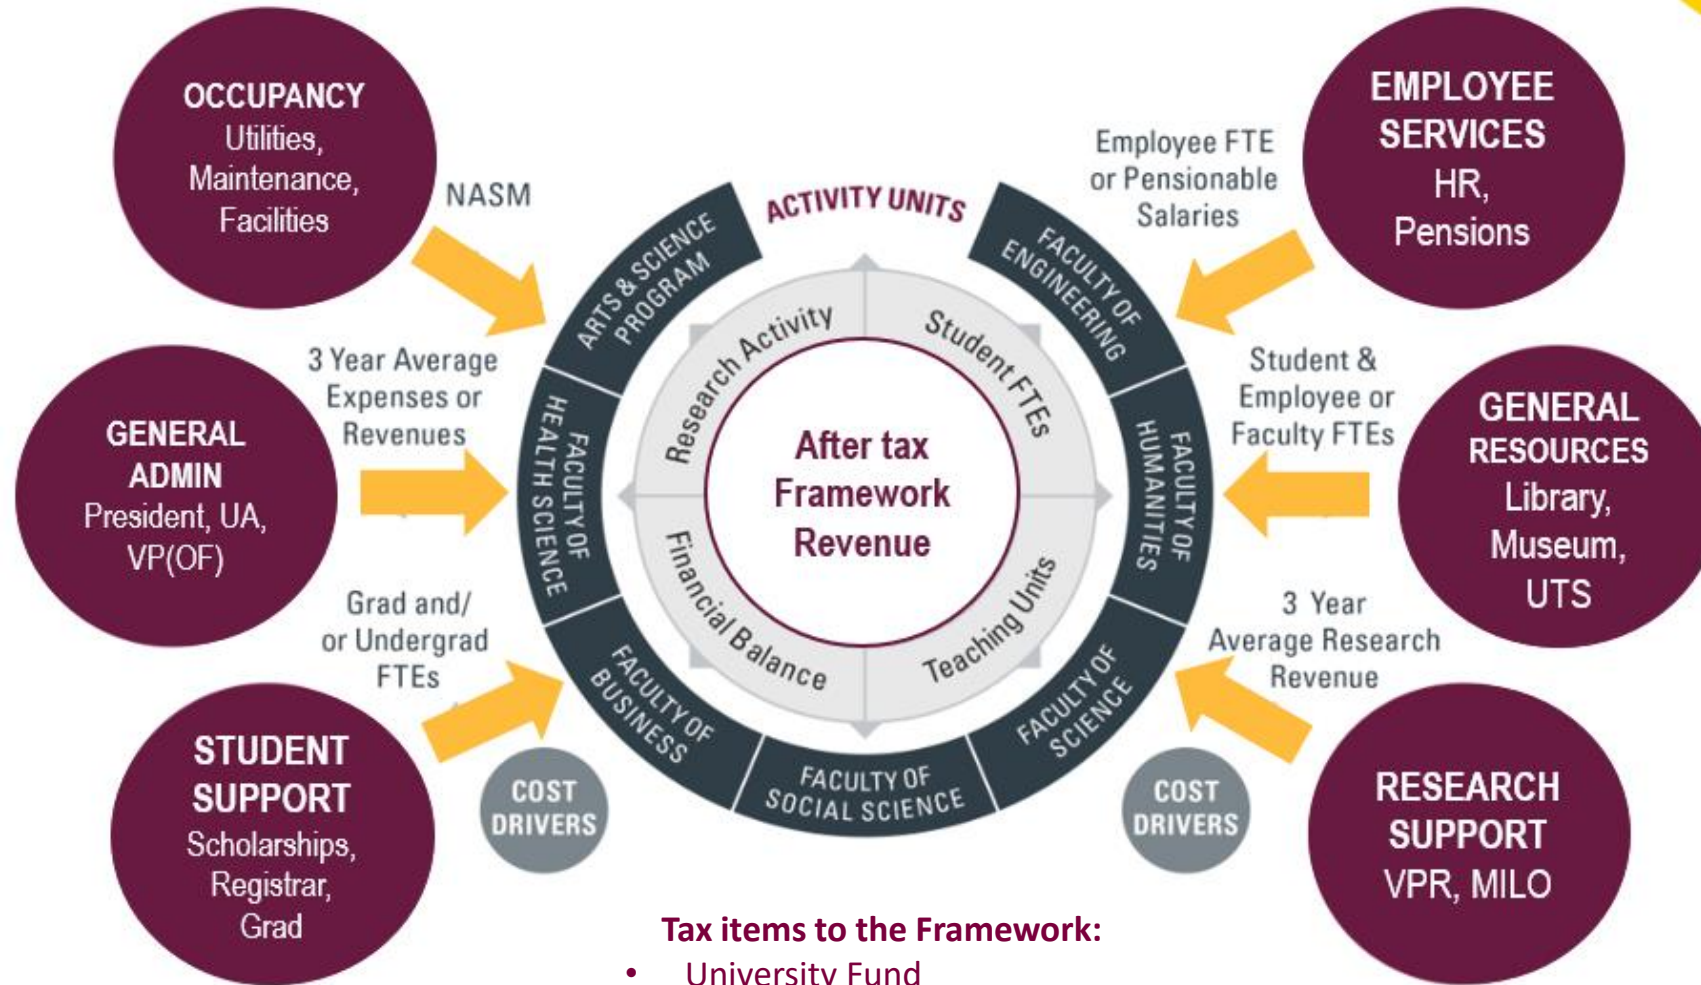 OCCUPANCY
Utilities,
Maintenance,
Facilities
NASM
GENERAL
ADMIN
President, UA,
VP(OF)
3 Year Average
Expenses or
Revenues
STUDENT
SUPPORT
Scholarships,
Registrar,
Grad
Grad and/
or Undergrad
FTEs
COST
DRIVERS
ACTIVITY UNITS
ARTS & SCIENCE
PROGRAM
FACULTY OF
HEALTH SCIENCE
FACULTY OF
BUSINESS
FACULTY OF
SOCIAL SCIENCE
FACULTY OF
SCIENCE
FACULTY OF
HUMANITIES
FACULTY OF
ENGINEERING
Research Activity
Student FTEs
Financial Balance
Teaching Units
After tax
Framework
Revenue
EMPLOYEE
SERVICES
HR,
Pensions
Employee FTE
or Pensionable
Salaries
GENERAL
RESOURCES
Library,
Museum,
UTS
Student &
Employee or
Faculty FTEs
RESEARCH
SUPPORT
VPR, MILO
3 Year
Average Research
Revenue
COST
DRIVERS
Tax items to the Framework:
• University Fund